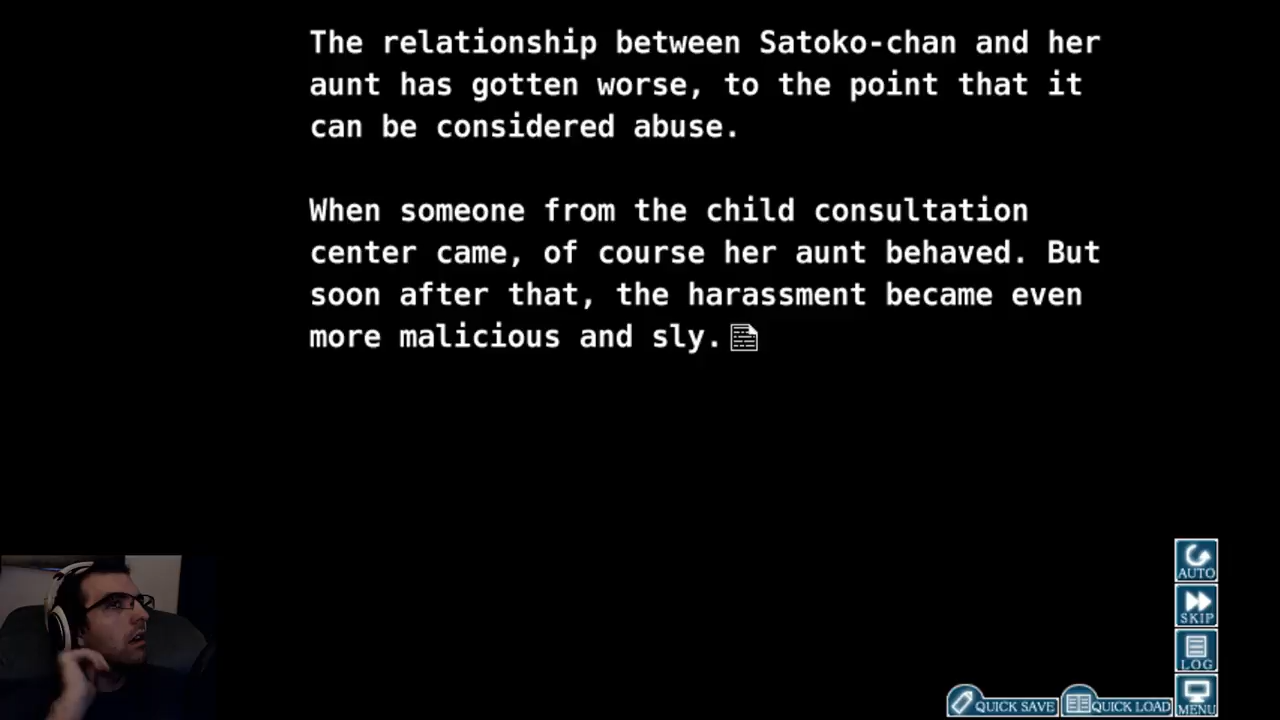 The relationship between Satoko-chan and her
aunt has gotten worse, to the point that it
can be considered abuse.
When someone from the child consultation
center came, of course her aunt behaved. But
soon after that, the harassment became even
more malicious and sly.
AUTO
SKIP
LOG
MENU
QUICK SAVE
QUICK LOAD